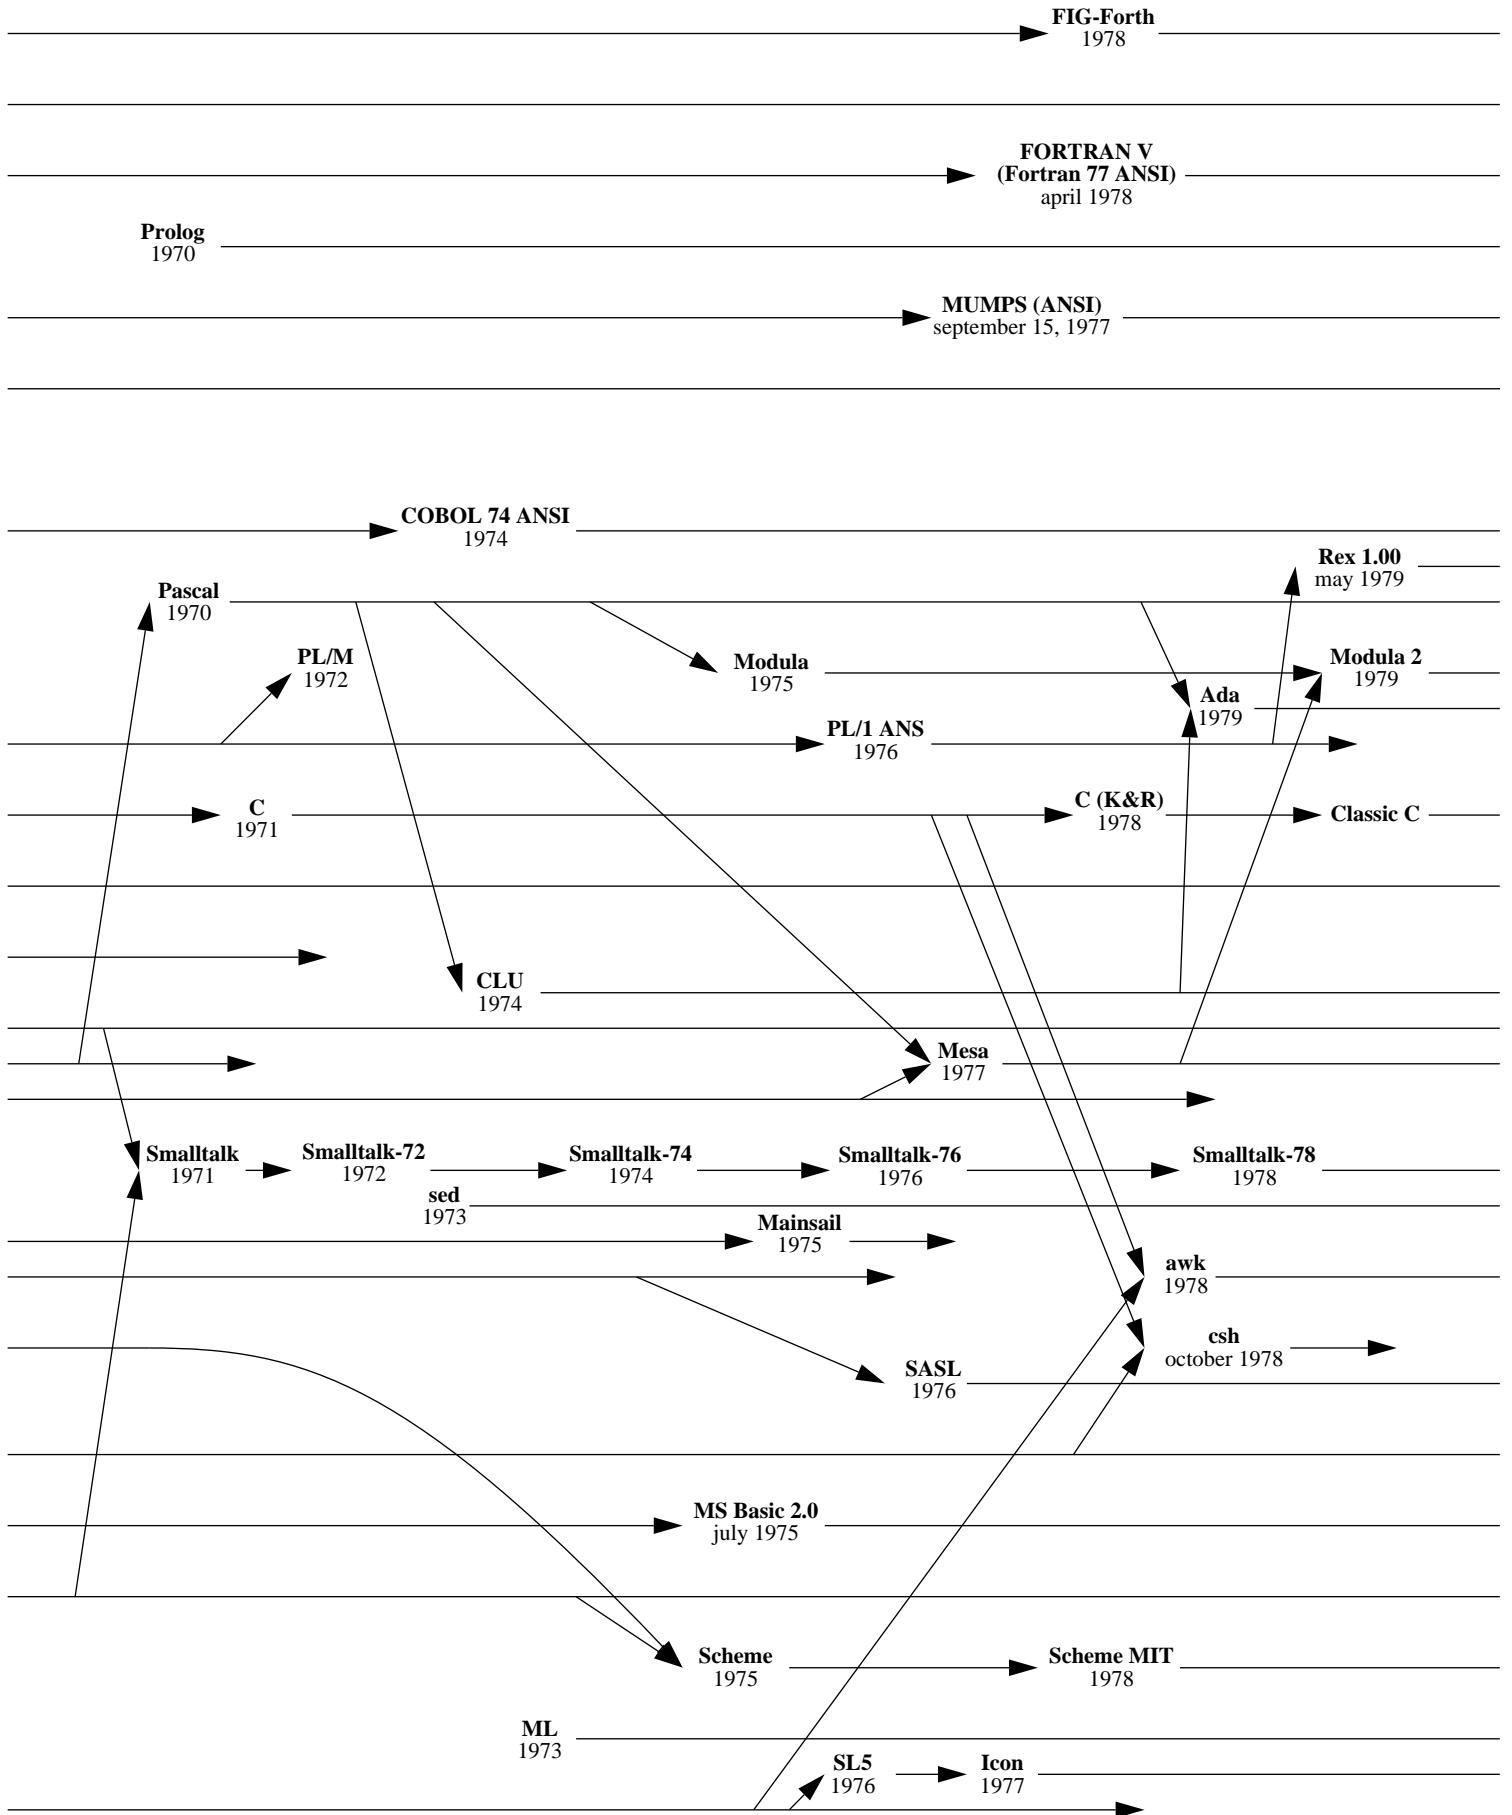 FIG-Forth
1978
FORTRAN V
(Fortran 77 ANSI)
april 1978
Prolog
1970
MUMPS (ANSI)
september 15, 1977
COBOL 74 ANSI
1974
Rex 1.00
may 1979
Pascal
1970
PL/M
1972
Modula
1975
Modula 2
1979
Ada
1979
PL/1 ANS
1976
C
1971
C (K&R)
1978
Classic C
CLU
1974
Mesa
1977
Smalltalk
1971
Smalltalk-72
1972
Smalltalk-74
1974
Smalltalk-76
1976
Smalltalk-78
1978
sed
1973
Mainsail
1975
awk
1978
csh
october 1978
SASL
1976
MS Basic 2.0
july 1975
Scheme
1975
Scheme MIT
1978
ML
1973
SL5
1976
Icon
1977